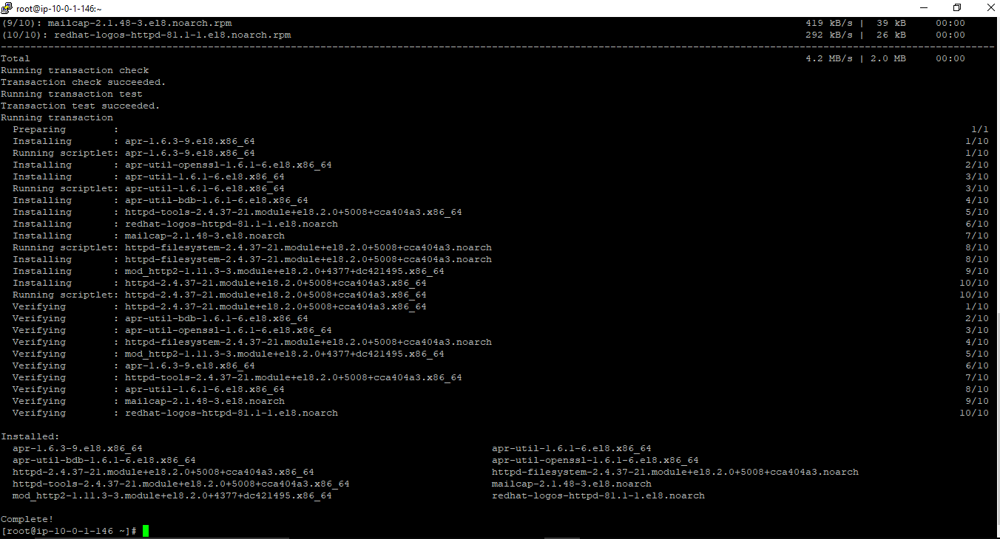 root@ip-10-0-1-146:~
(9/10): mailcap-2.1.48-3.el8.noarch.rpm 419 kB/s | 39 kB 00:00
(10/10): redhat-logos-httpd-81.1-1.el8.noarch.rpm 292 kB/s | 26 kB 00:00
--------------------------------------------------------------------------------
Total 4.2 MB/s | 2.0 MB 00:00
Running transaction check
Transaction check succeeded.
Running transaction test
Transaction test succeeded.
Running transaction
Preparing : 1/1
Installing : apr-1.6.3-9.el8.x86_64 1/10
Running scriptlet: apr-1.6.3-9.el8.x86_64 1/10
Installing : apr-util-openssl-1.6.1-6.el8.x86_64 2/10
Installing : apr-util-1.6.1-6.el8.x86_64 3/10
Running scriptlet: apr-util-1.6.1-6.el8.x86_64 3/10
Installing : apr-util-bdb-1.6.1-6.el8.x86_64 4/10
Installing : httpd-tools-2.4.37-21.module+el8.2.0+5008+cca404a3.x86_64 5/10
Installing : redhat-logos-httpd-81.1-1.el8.noarch 6/10
Installing : mailcap-2.1.48-3.el8.noarch 7/10
Running scriptlet: httpd-filesystem-2.4.37-21.module+el8.2.0+5008+cca404a3.noarch 8/10
Installing : httpd-filesystem-2.4.37-21.module+el8.2.0+5008+cca404a3.noarch 8/10
Installing : mod_http2-1.11.3-3.module+el8.2.0+4377+dc421495.x86_64 9/10
Installing : httpd-2.4.37-21.module+el8.2.0+5008+cca404a3.x86_64 10/10
Running scriptlet: httpd-2.4.37-21.module+el8.2.0+5008+cca404a3.x86_64 10/10
Verifying : httpd-2.4.37-21.module+el8.2.0+5008+cca404a3.x86_64 1/10
Verifying : apr-util-bdb-1.6.1-6.el8.x86_64 2/10
Verifying : apr-util-openssl-1.6.1-6.el8.x86_64 3/10
Verifying : httpd-filesystem-2.4.37-21.module+el8.2.0+5008+cca404a3.noarch 4/10
Verifying : mod_http2-1.11.3-3.module+el8.2.0+4377+dc421495.x86_64 5/10
Verifying : apr-1.6.3-9.el8.x86_64 6/10
Verifying : httpd-tools-2.4.37-21.module+el8.2.0+5008+cca404a3.x86_64 7/10
Verifying : apr-util-1.6.1-6.el8.x86_64 8/10
Verifying : mailcap-2.1.48-3.el8.noarch 9/10
Verifying : redhat-logos-httpd-81.1-1.el8.noarch 10/10
Installed:
apr-1.6.3-9.el8.x86_64 apr-util-1.6.1-6.el8.x86_64
apr-util-bdb-1.6.1-6.el8.x86_64 apr-util-openssl-1.6.1-6.el8.x86_64
httpd-2.4.37-21.module+el8.2.0+5008+cca404a3.x86_64 httpd-filesystem-2.4.37-21.module+el8.2.0+5008+cca404a3.noarch
httpd-tools-2.4.37-21.module+el8.2.0+5008+cca404a3.x86_64 mailcap-2.1.48-3.el8.noarch
mod_http2-1.11.3-3.module+el8.2.0+4377+dc421495.x86_64 redhat-logos-httpd-81.1-1.el8.noarch
Complete!
[root@ip-10-0-1-146 ~]#